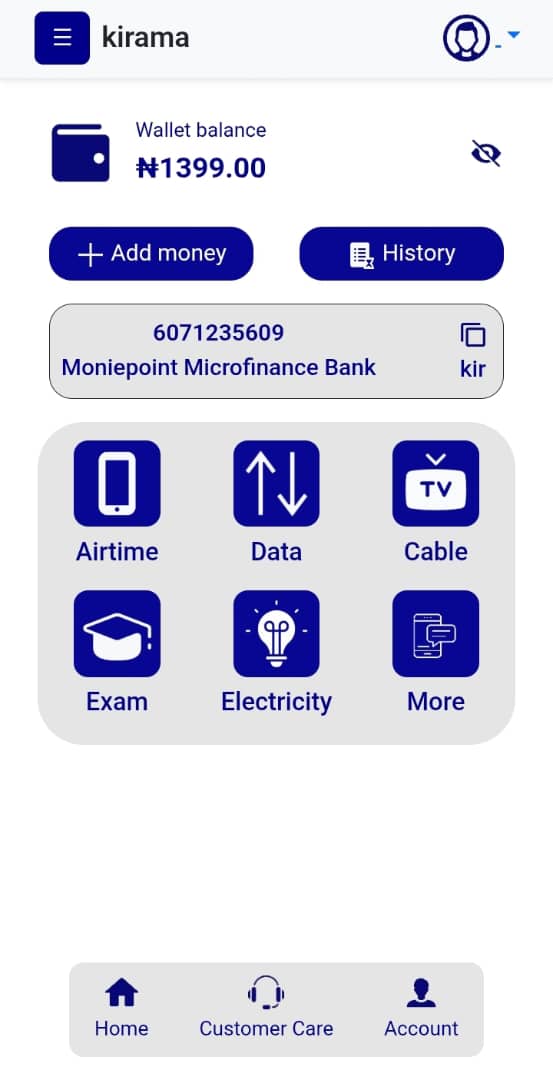 ☰ kirama
Wallet balance
₦1399.00
Add money
History
6071235609
Moniepoint Microfinance Bank
kir
TV
Airtime
Data
Cable
Exam
Electricity
More
Home
Customer Care
Account